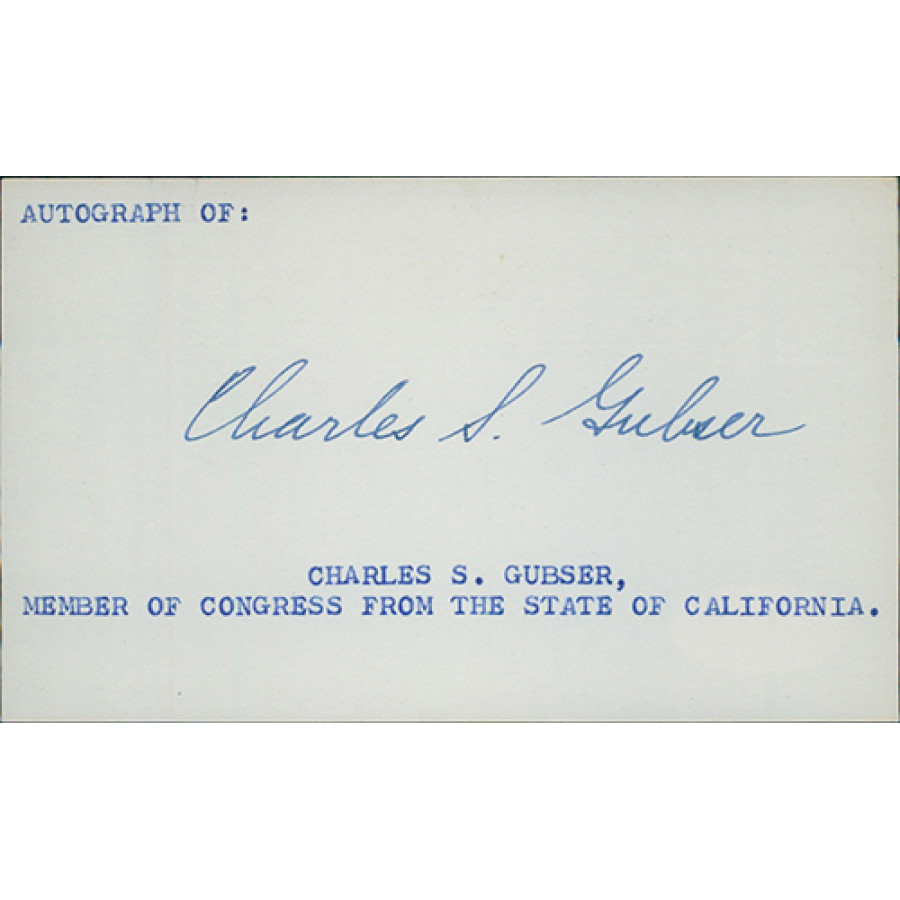 AUTOGRAPH OF:
Charles S. Gubser
CHARLES S. GUBSER,
MEMBER OF CONGRESS FROM THE STATE OF CALIFORNIA.